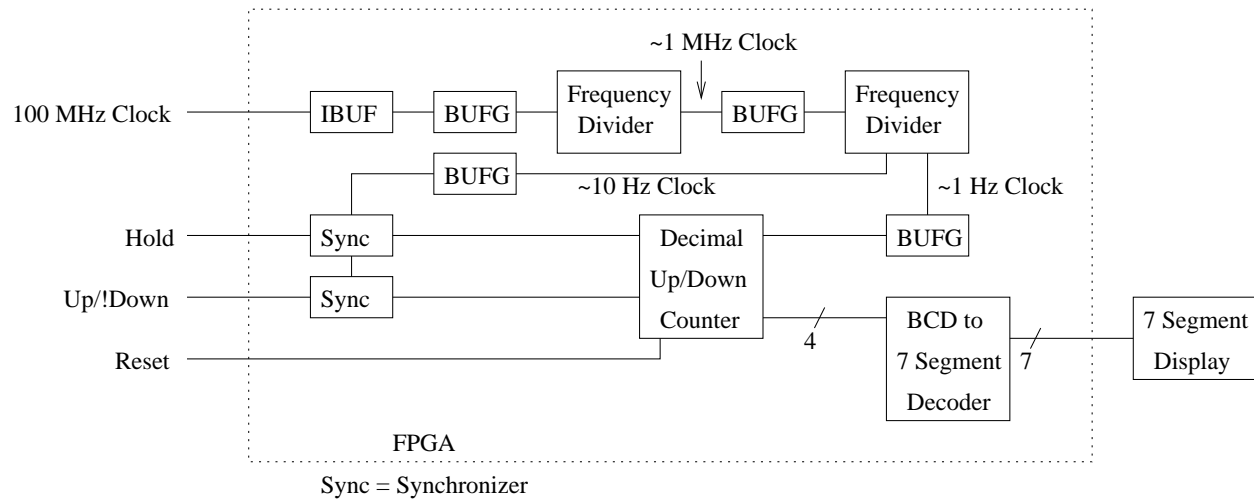 ~1 MHz Clock
100 MHz Clock
IBUF
BUFG
Frequency
Divider
BUFG
Frequency
Divider
BUFG
~10 Hz Clock
~1 Hz Clock
Hold
Sync
Decimal
Up/Down
Counter
BUFG
Up/!Down
Sync
4
BCD to
7 Segment
Decoder
7
7 Segment
Display
Reset
FPGA
Sync = Synchronizer